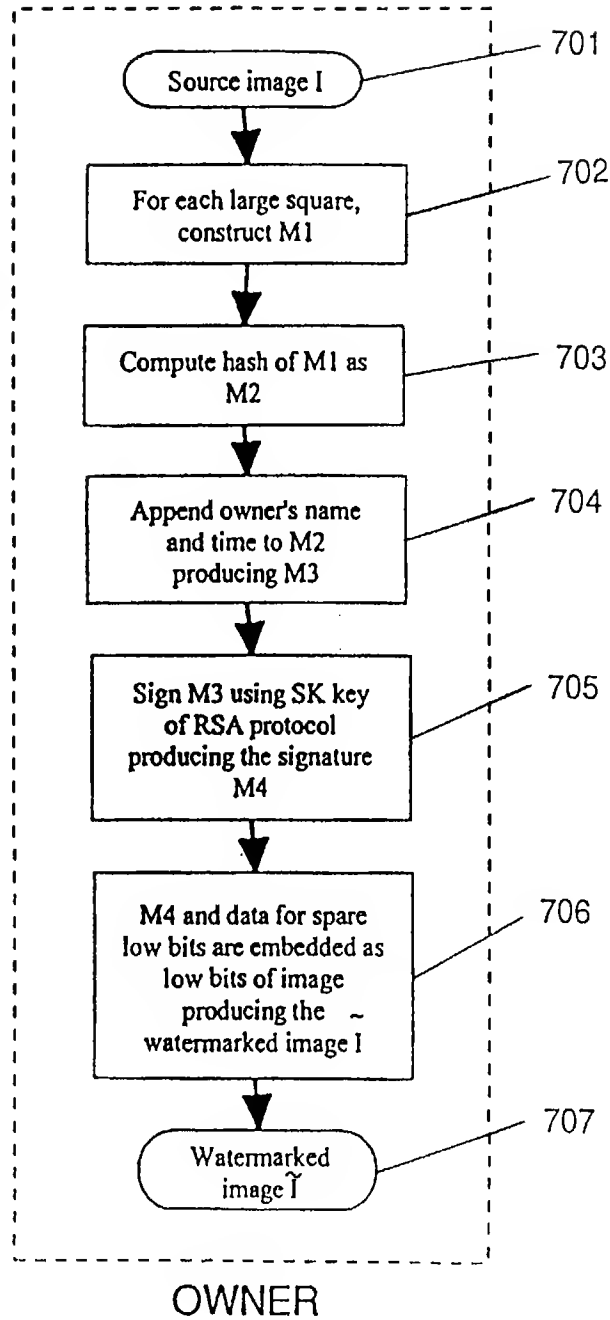 701
Source image I
702
For each large square,
construct M1
703
Compute hash of M1 as
M2
704
Append owner's name
and time to M2
producing M3
705
Sign M3 using SK key
of RSA protocol
producing the signature
M4
706
M4 and data for spare
low bits are embedded as
low bits of image
producing the ~
watermarked image I
707
Watermarked
image Ĩ
OWNER